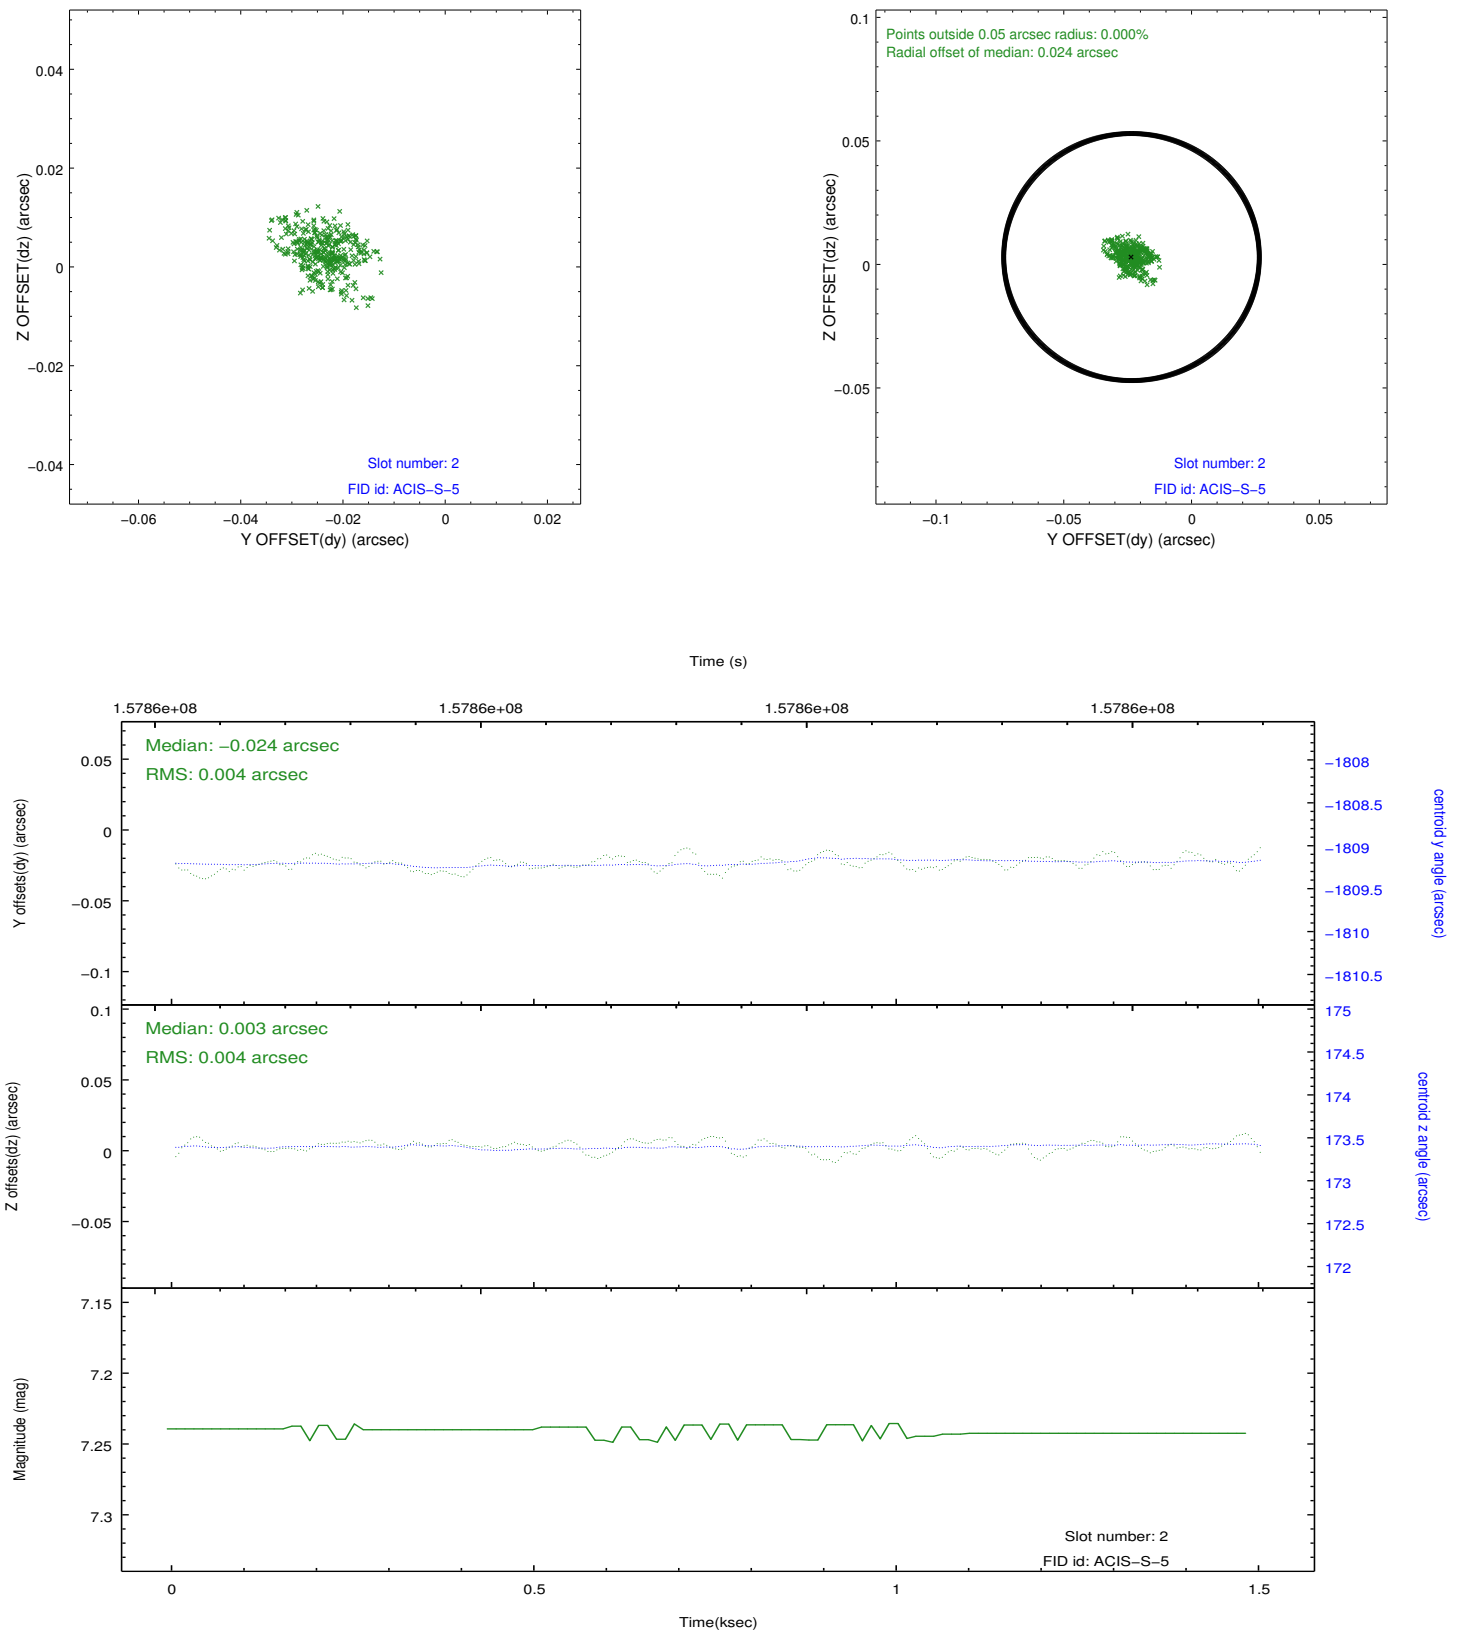 0.04
0.02
0
−0.02
−0.04
Z OFFSET(dz) (arcsec)
Slot number: 2
FID id: ACIS−S−5
−0.06
−0.04
−0.02
0
0.02
Y OFFSET(dy) (arcsec)
Points outside 0.05 arcsec radius: 0.000%
Radial offset of median: 0.024 arcsec
0.1
0.05
0
−0.05
Z OFFSET(dz) (arcsec)
Slot number: 2
FID id: ACIS−S−5
−0.1
−0.05
0
0.05
Y OFFSET(dy) (arcsec)
Time (s)
1.5786e+08
1.5786e+08
1.5786e+08
1.5786e+08
Median: −0.024 arcsec
RMS: 0.004 arcsec
0.05
0
−0.05
−0.1
Y offsets(dy) (arcsec)
−1808
−1808.5
−1809
−1809.5
−1810
−1810.5
centroid y angle (arcsec)
Median: 0.003 arcsec
RMS: 0.004 arcsec
0.1
0.05
0
−0.05
Z offsets(dz) (arcsec)
175
174.5
174
173.5
173
172.5
172
centroid z angle (arcsec)
7.15
7.2
7.25
7.3
Magnitude (mag)
Slot number: 2
FID id: ACIS−S−5
0
0.5
1
1.5
Time(ksec)